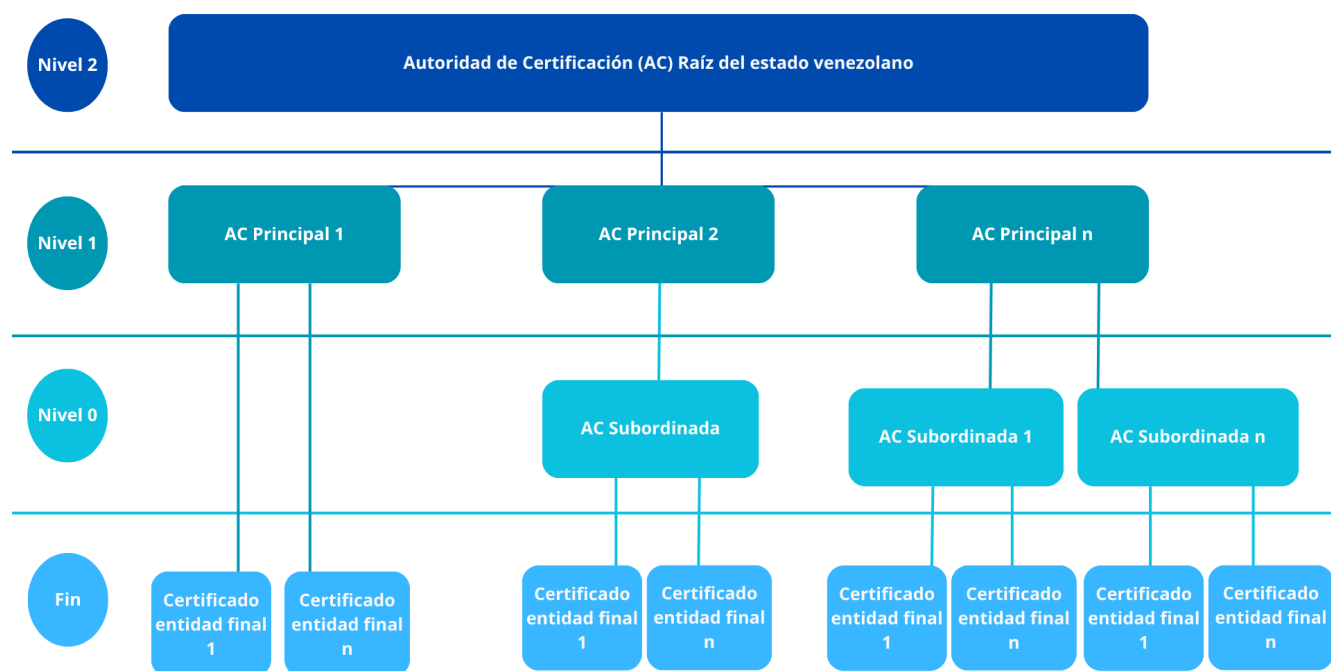 Nivel 2
Autoridad de Certificación (AC) Raíz del estado venezolano
Nivel 1
AC Principal 1
AC Principal 2
AC Principal n
Nivel 0
AC Subordinada
AC Subordinada 1
AC Subordinada n
Fin
Certificado
entidad final
1
Certificado
entidad final
n
Certificado
entidad final
1
Certificado
entidad final
n
Certificado
entidad final
1
Certificado
entidad final
n
Certificado
entidad final
1
Certificado
entidad final
n